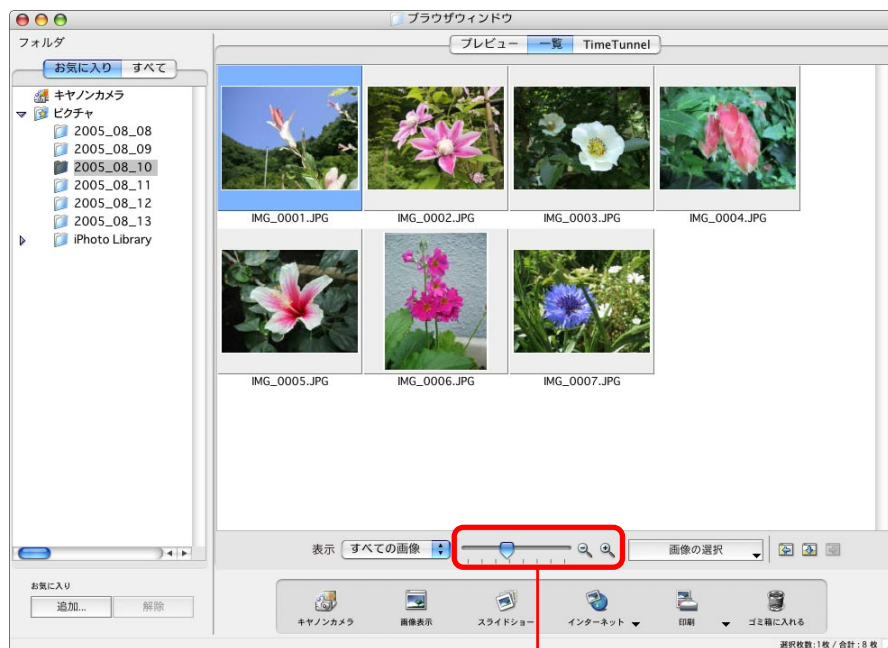 ブラウザウィンドウ
フォルダ
プレビュー 一覧 TimeTunnel
お気に入り すべて
キヤノンカメラ
ピクチャ
2005_08_08
2005_08_09
2005_08_10
2005_08_11
2005_08_12
2005_08_13
iPhoto Library
IMG_0001.JPG IMG_0002.JPG IMG_0003.JPG IMG_0004.JPG
IMG_0005.JPG IMG_0006.JPG IMG_0007.JPG
表示 すべての画像 画像の選択
お気に入り
追加... 解除
キヤノンカメラ 画像表示 スライドショー インターネット 印刷 ゴミ箱に入れる
選択枚数:1枚 / 合計:8 枚